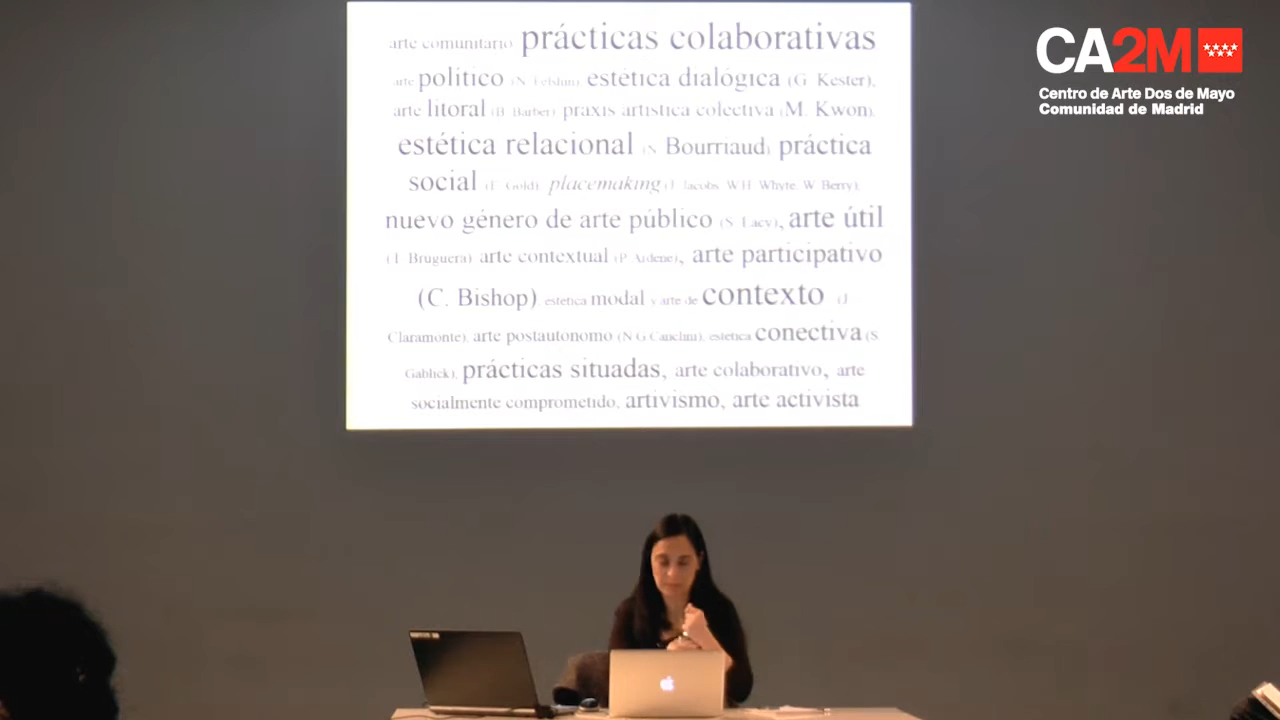 arte comunitario, prácticas colaborativas
arte político (N. Felshin), estética dialógica (G. Kester),
arte litoral (B. Barber), praxis artística colectiva (M. Kwon),
estética relacional (N. Bourriaud) práctica
social placemaking (J. Jacobs, W.H. Whyte, W. Berry),
nuevo género de arte público (S. Lacy), arte útil
(T. Bruguera) arte contextual (P. Ardene), arte participativo
(C. Bishop) estética modal y arte de contexto (J.
Claramonte), arte postautonomo (N.G.Canclini), estética conectiva (S.
Gablick), prácticas situadas, arte colaborativo, arte
socialmente comprometido, artivismo, arte activista
CA2M
Centro de Arte Dos de Mayo
Comunidad de Madrid